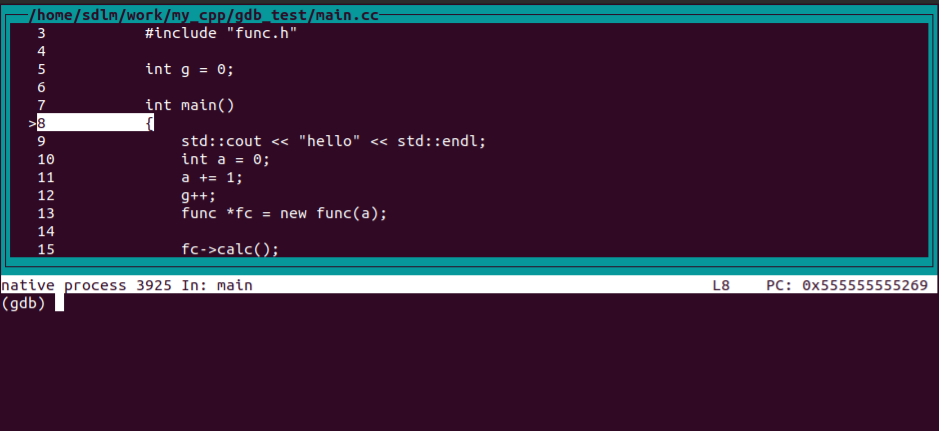 /home/sdlm/work/my_cpp/gdb_test/main.cc
3 #include "func.h"
4
5 int g = 0;
6
7 int main()
>8 {
9 std::cout << "hello" << std::endl;
10 int a = 0;
11 a += 1;
12 g++;
13 func *fc = new func(a);
14
15 fc->calc();
native process 3925 In: main L8 PC: 0x555555555269
(gdb)